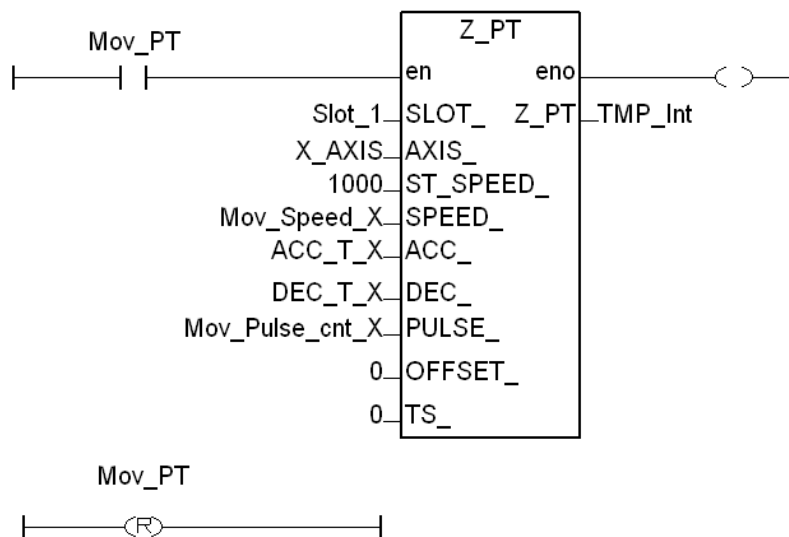 Mov_PT
Z_PT
en eno
Slot_1 SLOT_ Z_PT TMP_Int
X_AXIS AXIS_
1000 ST_SPEED_
Mov_Speed_X SPEED_
ACC_T_X ACC_
DEC_T_X DEC_
Mov_Pulse_cnt_X PULSE_
0 OFFSET_
0 TS_
Mov_PT
R